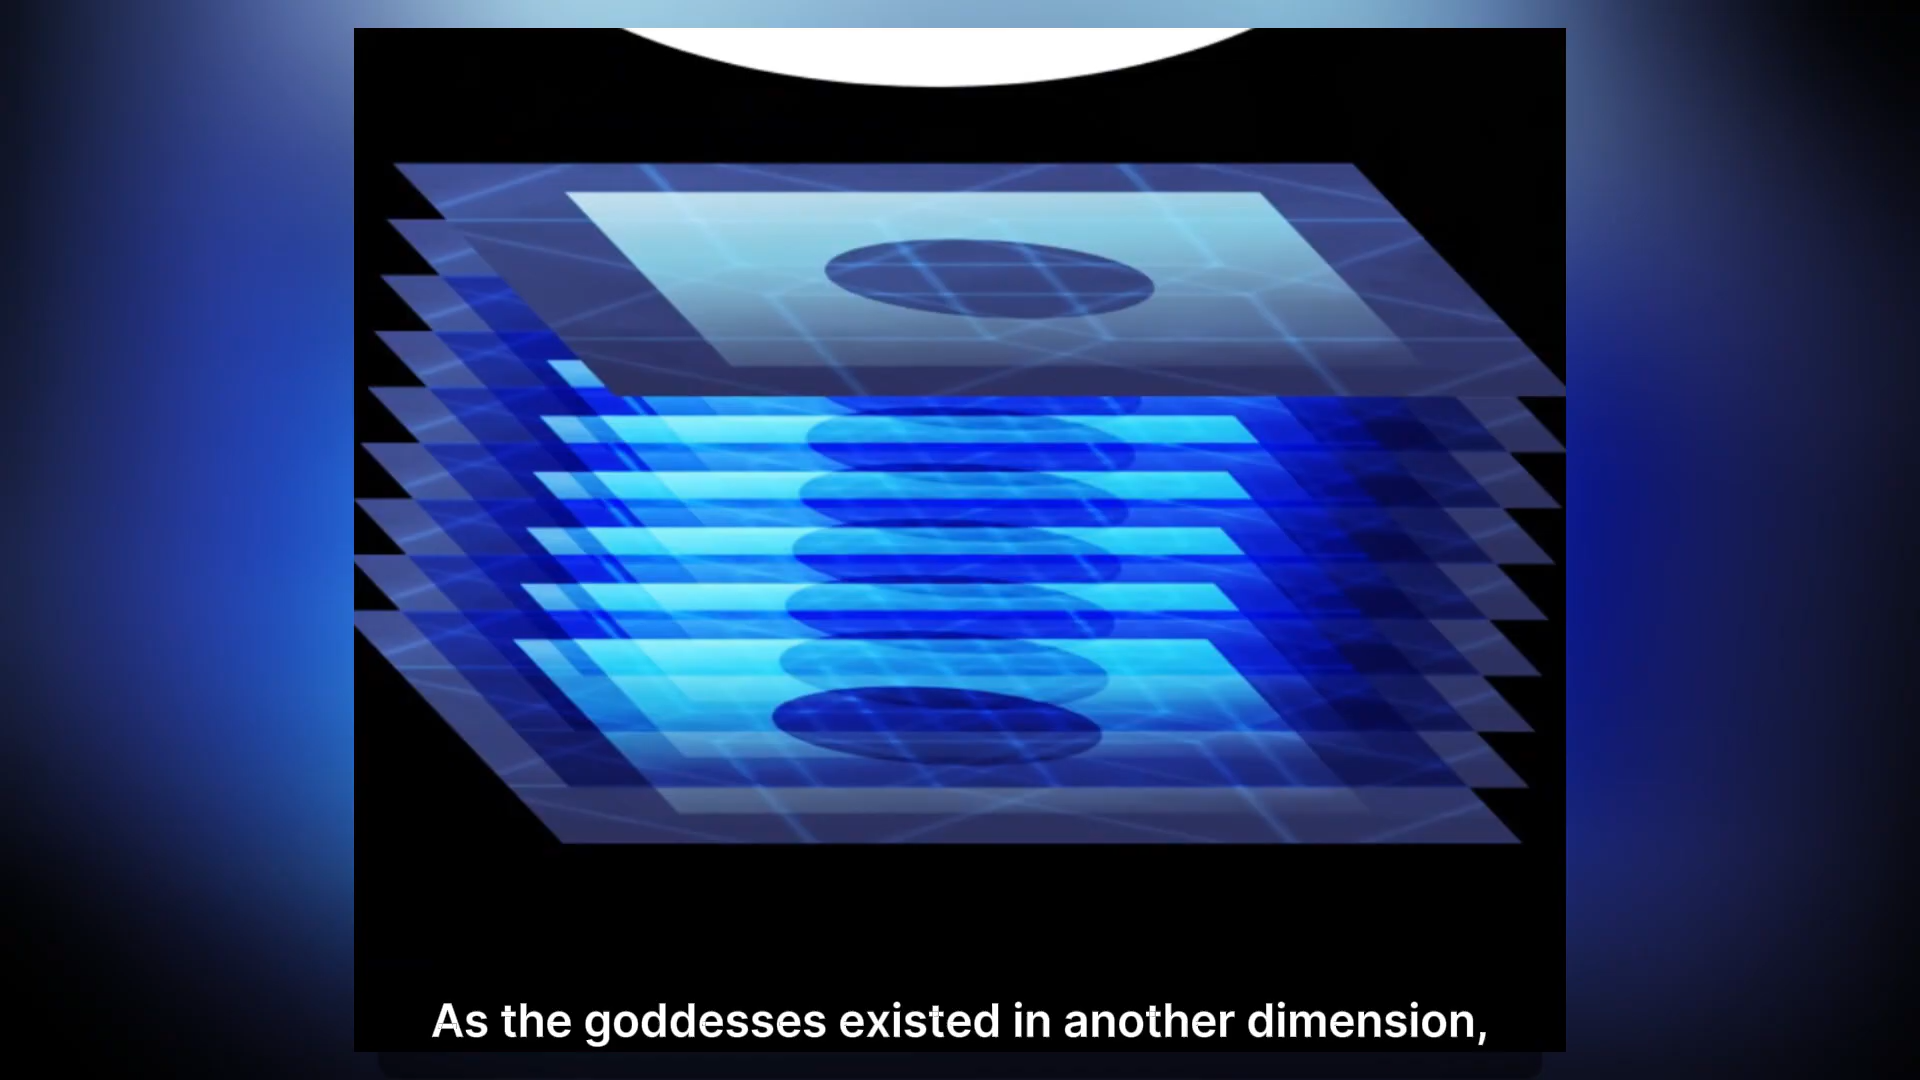 As the goddesses existed in another dimension,